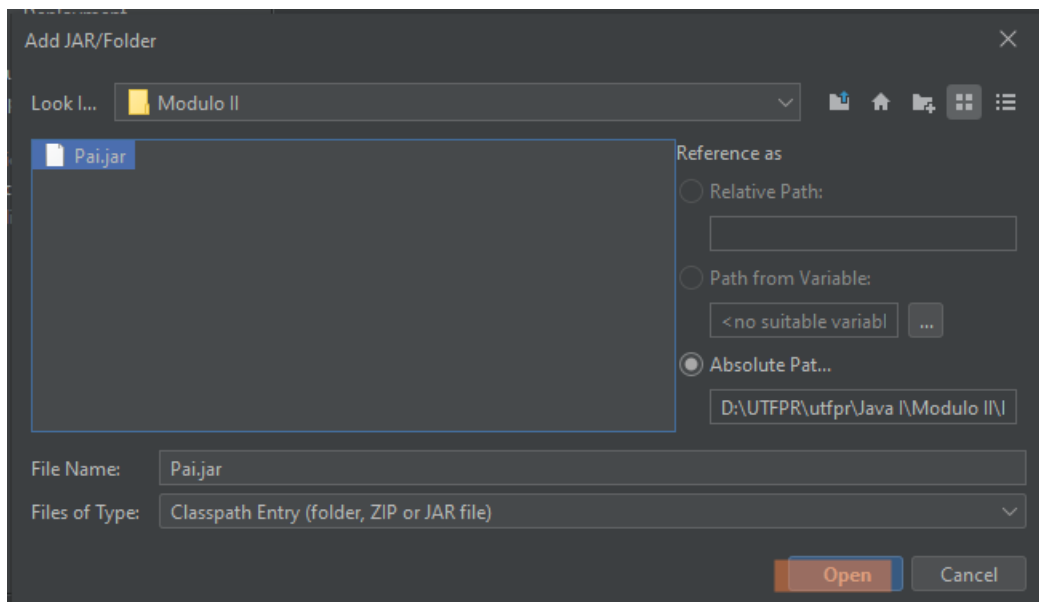 Add JAR/Folder
Look I...
Modulo II
Pai.jar
Reference as
Relative Path:
Path from Variable:
<no suitable variabl
...
Absolute Pat...
D:\UTFPR\utfpr\Java I\Modulo II\I
File Name:
Pai.jar
Files of Type:
Classpath Entry (folder, ZIP or JAR file)
Open
Cancel